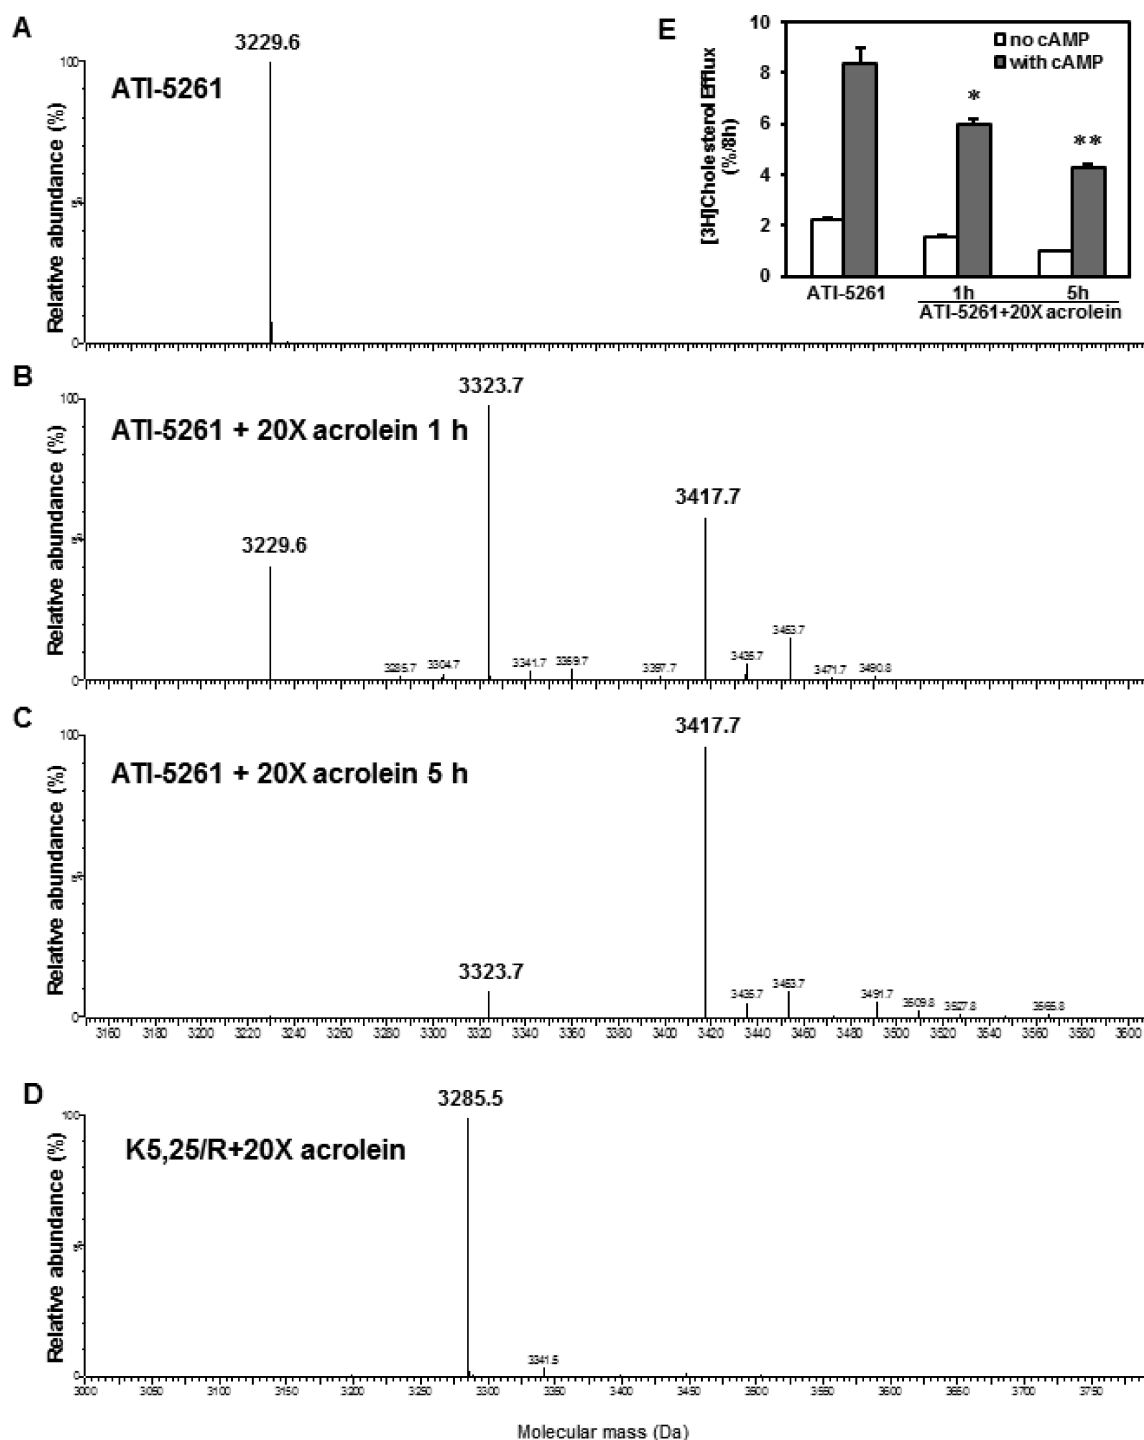 A
3229.6
ATI-5261
Relative abundance (%)
100
0
E
[3H]Cholesterol Efflux
(%/8h)
10
8
6
4
2
0
no cAMP
with cAMP
*
**
ATI-5261
1h
5h
ATI-5261+20X acrolein
B
3323.7
ATI-5261 + 20X acrolein 1 h
3417.7
3229.6
Relative abundance (%)
100
0
3285.7
3304.7
3341.7
3359.7
3397.7
3435.7
3453.7
3471.7
3490.8
C
3417.7
ATI-5261 + 20X acrolein 5 h
3323.7
Relative abundance (%)
100
0
3435.7
3453.7
3491.7
3509.8
3527.8
3565.8
3160 3180 3200 3220 3240 3260 3280 3300 3320 3340 3360 3380 3400 3420 3440 3460 3480 3500 3520 3540 3560 3580 3600
D
3285.5
K5,25/R+20X acrolein
Relative abundance (%)
100
0
3341.5
3000 3050 3100 3150 3200 3250 3300 3350 3400 3450 3500 3550 3600 3650 3700 3750
Molecular mass (Da)